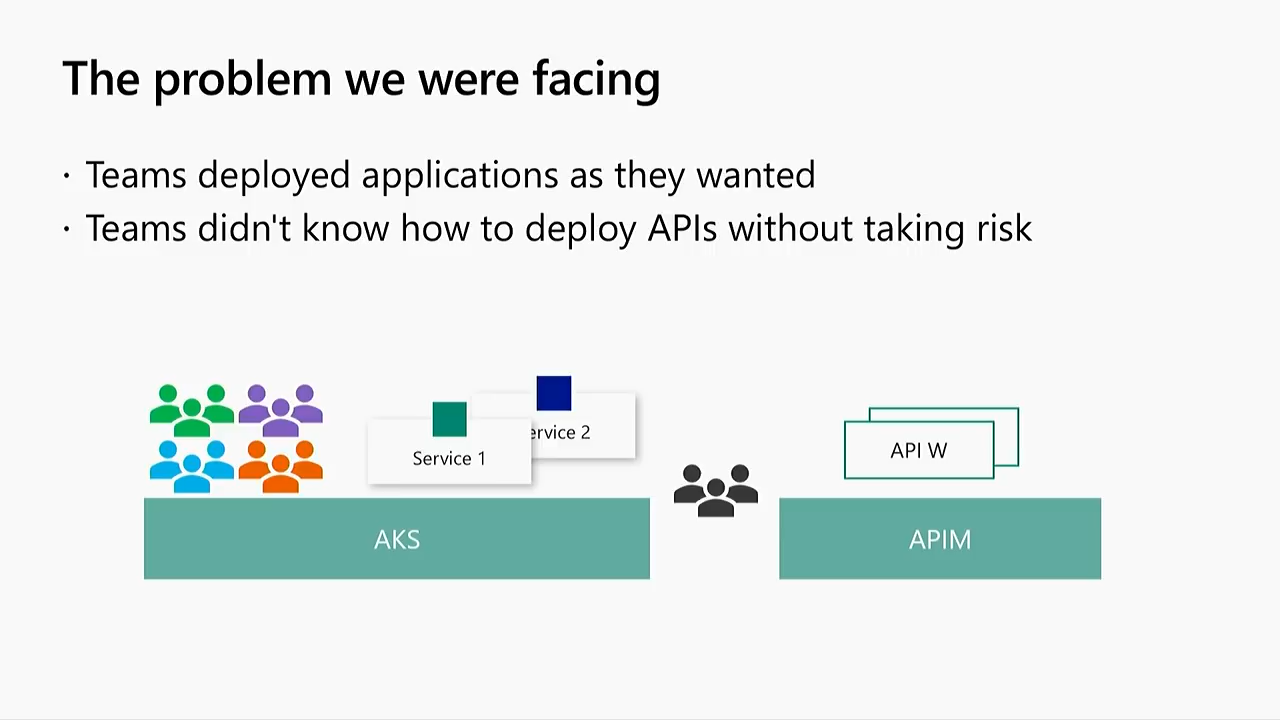 The problem we were facing
· Teams deployed applications as they wanted
· Teams didn't know how to deploy APIs without taking risk
ervice 2
Service 1
API W
AKS
APIM